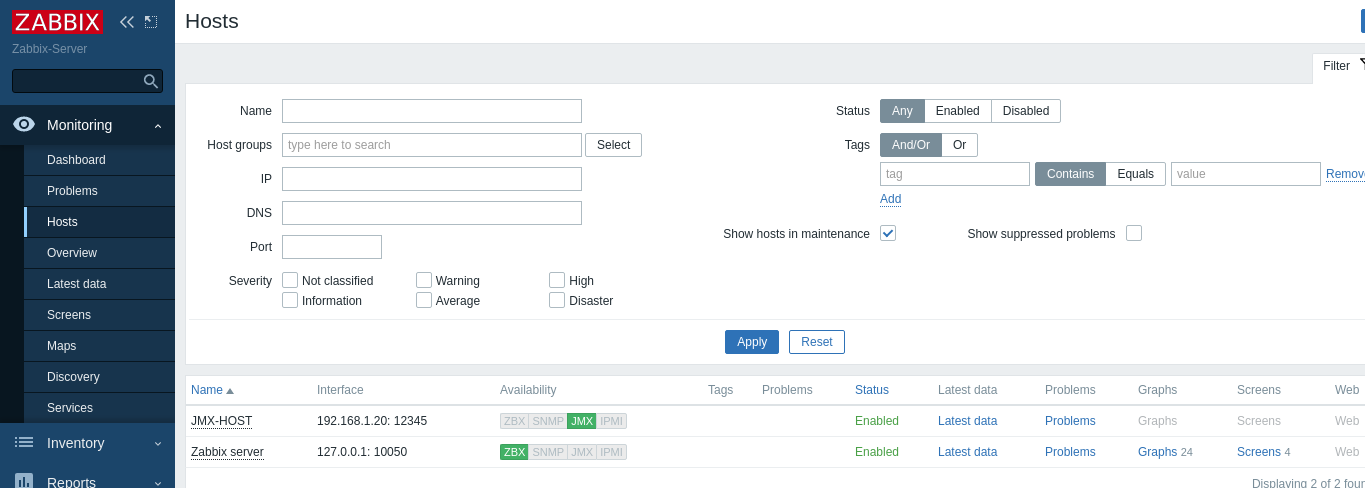 ZABBIX
Zabbix-Server
Monitoring
Dashboard
Problems
Hosts
Overview
Latest data
Screens
Maps
Discovery
Services
Inventory
Reports
Hosts
Filter
Name
Host groups type here to search Select
IP
DNS
Port
Severity Not classified Warning High
Information Average Disaster
Status Any Enabled Disabled
Tags And/Or Or
tag Contains Equals value Remove
Add
Show hosts in maintenance Show suppressed problems
Apply Reset
Name Interface Availability Tags Problems Status Latest data Problems Graphs Screens Web
JMX-HOST 192.168.1.20: 12345 ZBX SNMP JMX IPMI Enabled Latest data Problems Graphs Screens Web
Zabbix server 127.0.0.1: 10050 ZBX SNMP JMX IPMI Enabled Latest data Problems Graphs 24 Screens 4 Web
Displaying 2 of 2 four